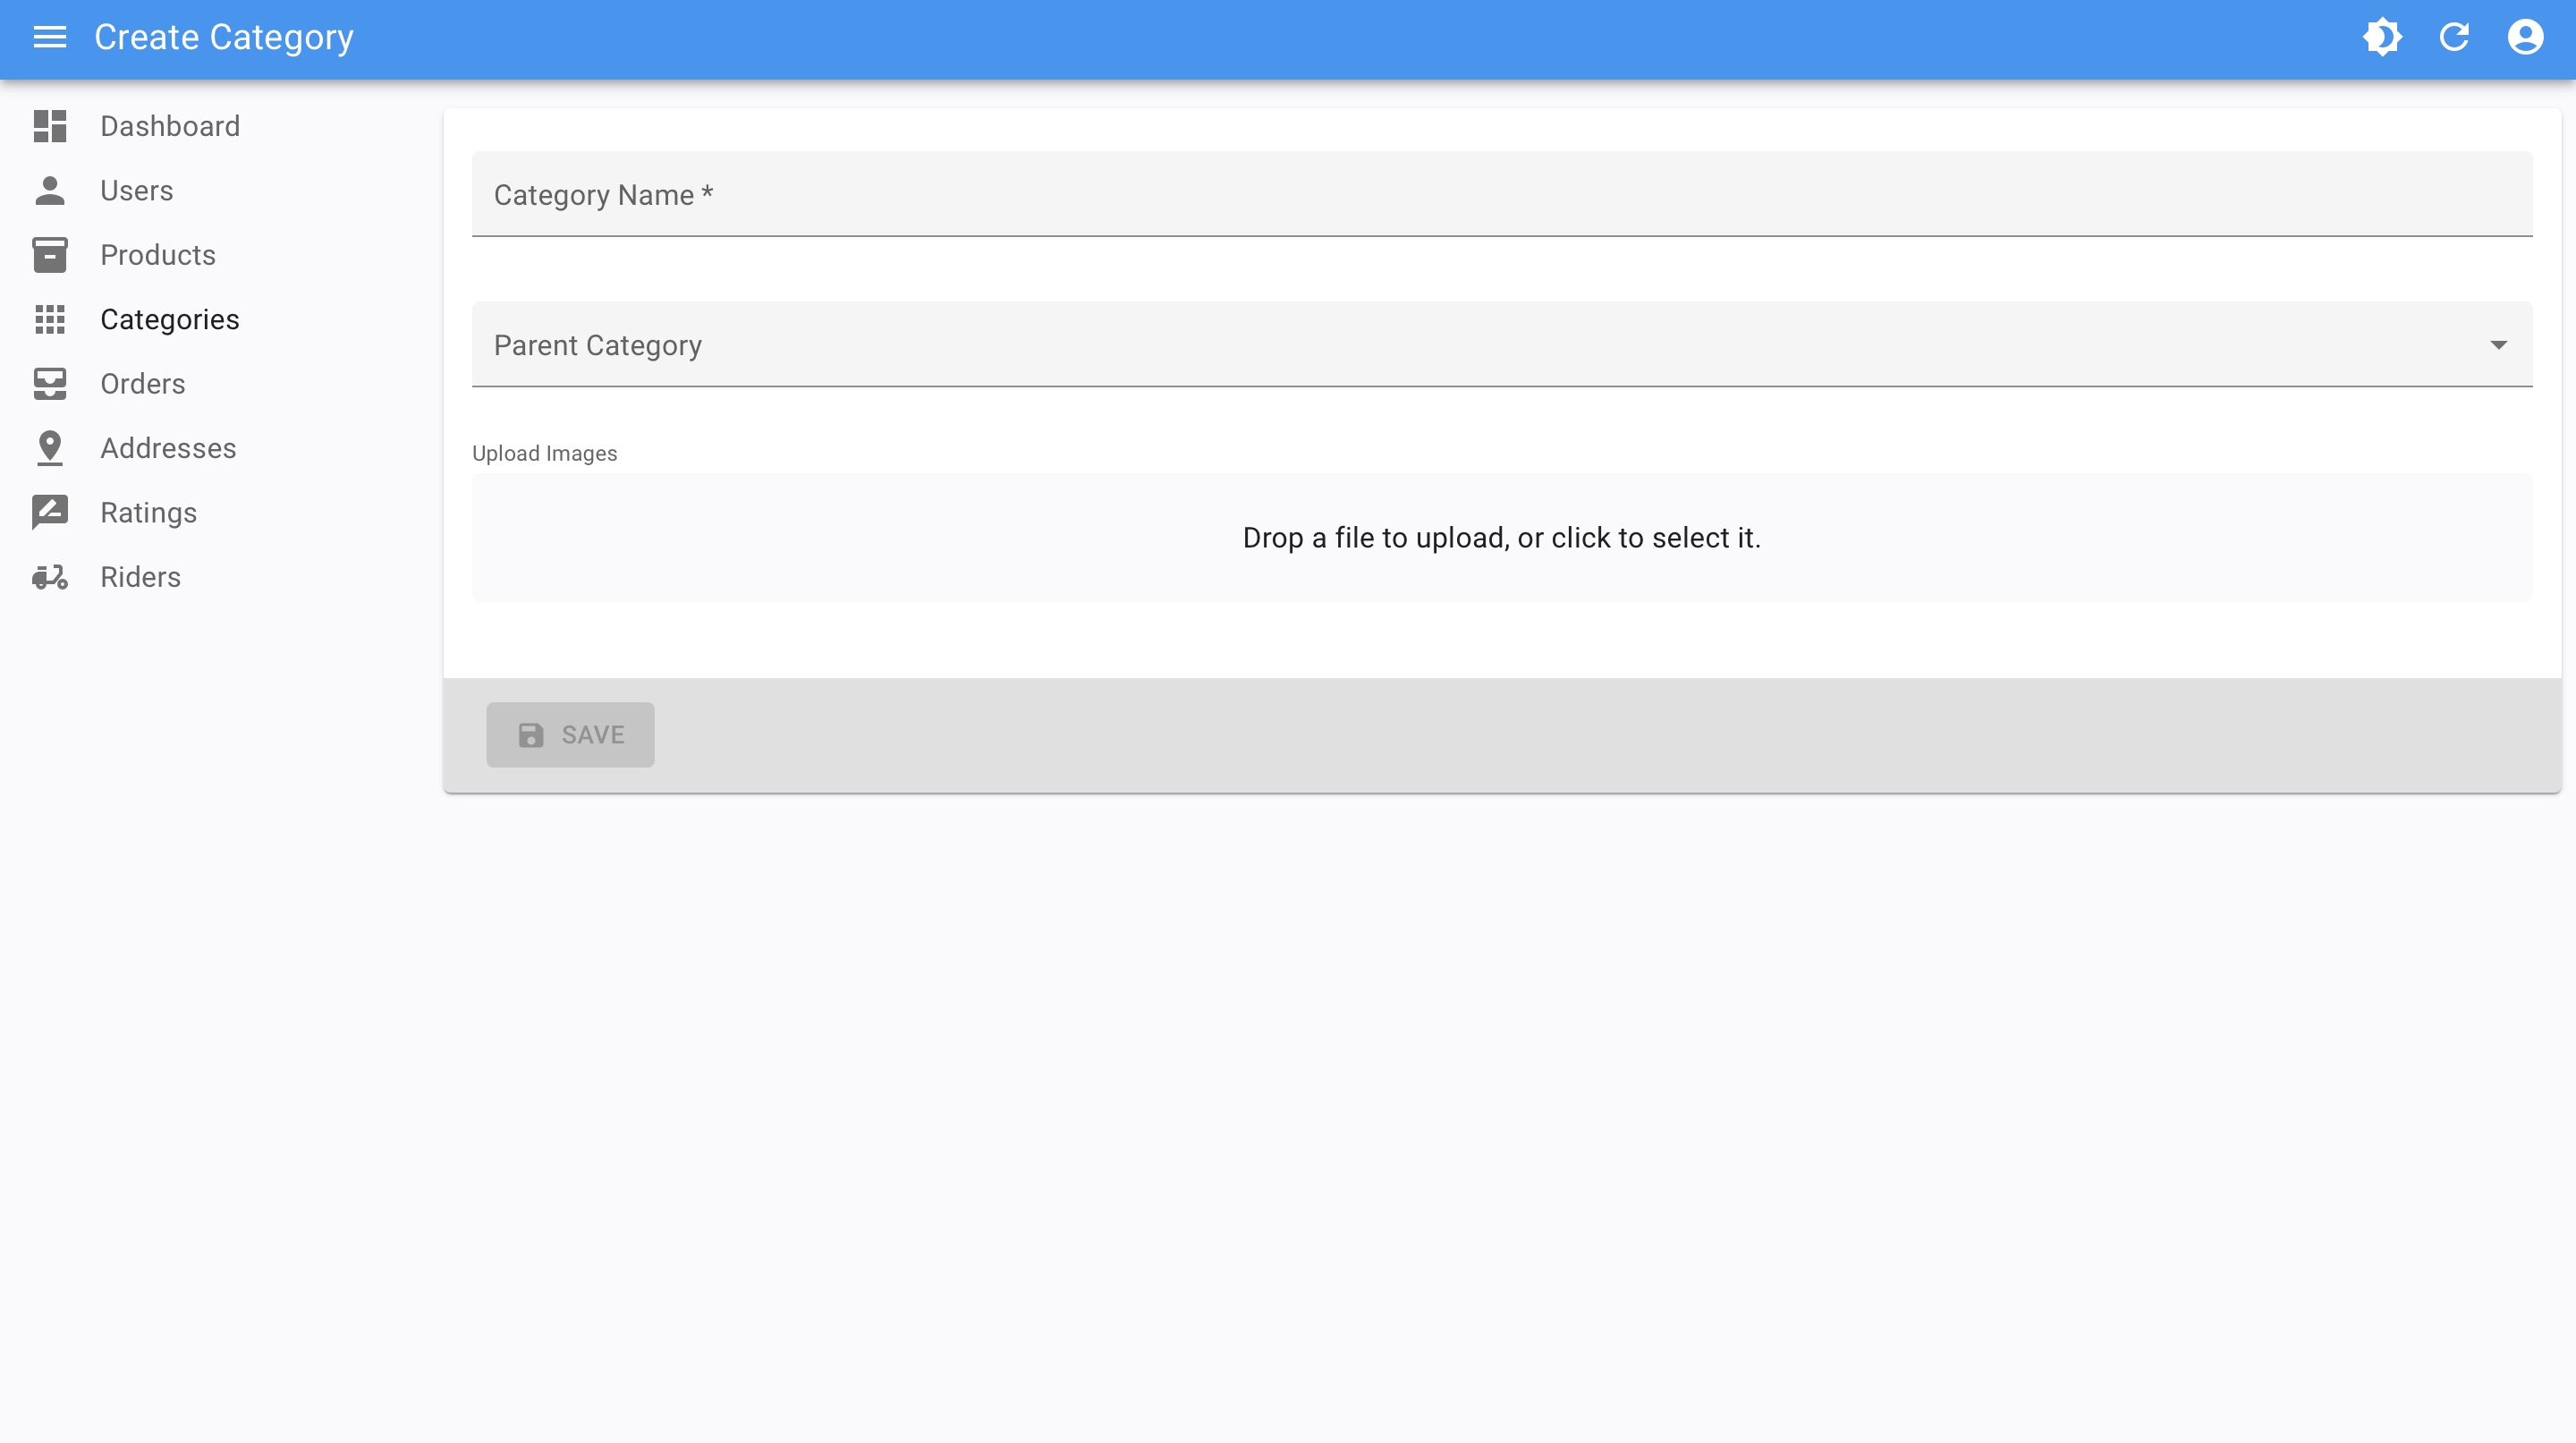 Create Category
Dashboard
Users
Products
Categories
Orders
Addresses
Ratings
Riders
Category Name *
Parent Category
Upload Images
Drop a file to upload, or click to select it.
SAVE